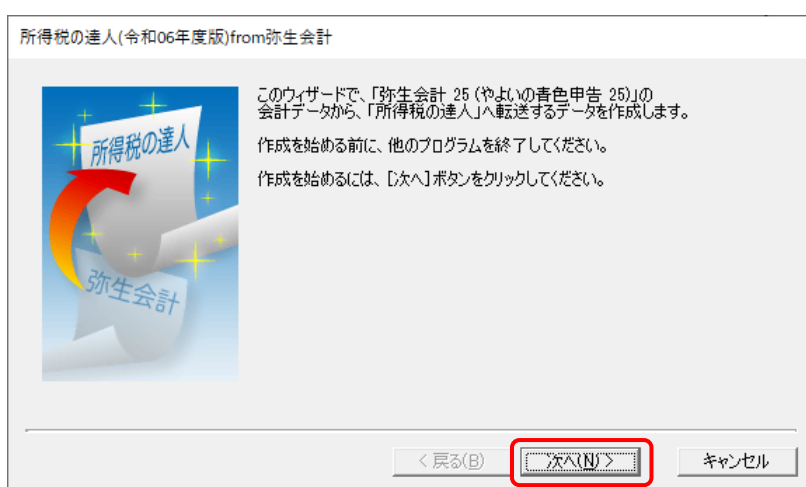 所得税の達人(令和06年度版)from弥生会計
所得税の達人
弥生会計
このウィザードで、「弥生会計 25 (やよいの青色申告 25)」の
会計データから、「所得税の達人」へ転送するデータを作成します。
作成を始める前に、他のプログラムを終了してください。
作成を始めるには、[次へ]ボタンをクリックしてください。
< 戻る(B)
次へ(N) >
キャンセル